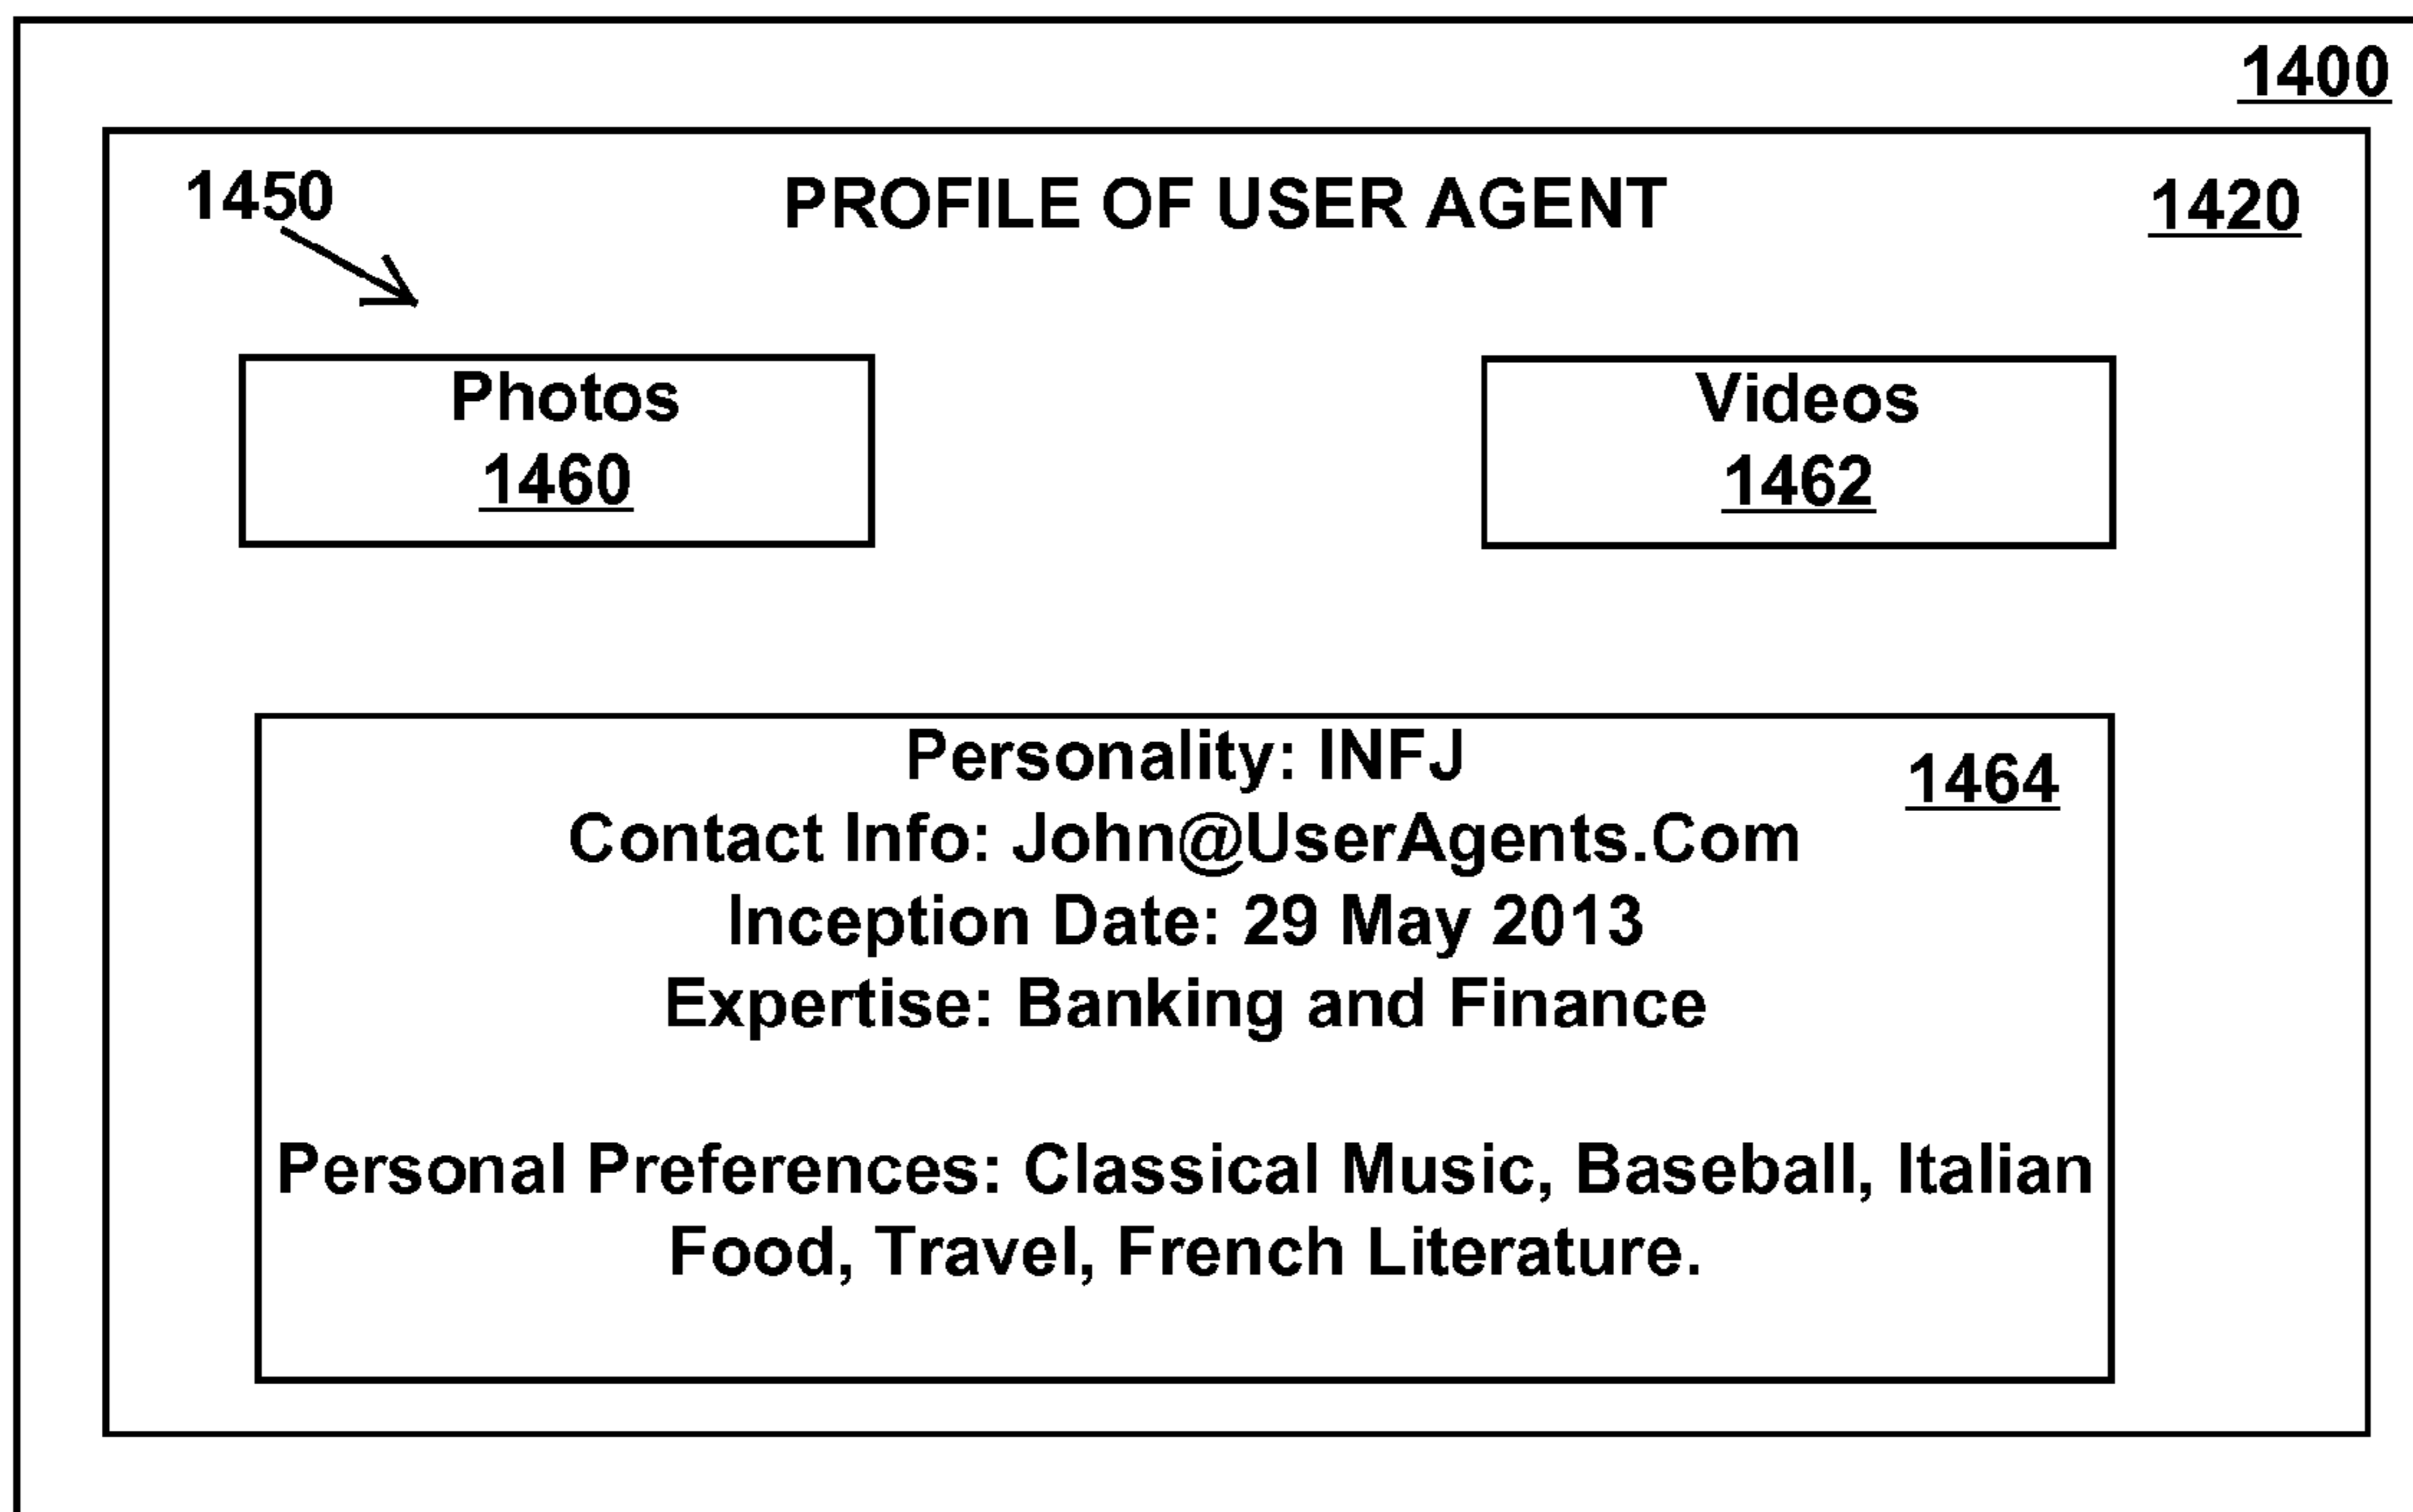 1400
1450
PROFILE OF USER AGENT
1420
Photos
1460
Videos
1462
Personality: INFJ
1464
Contact Info: John@UserAgents.Com
Inception Date: 29 May 2013
Expertise: Banking and Finance
Personal Preferences: Classical Music, Baseball, Italian
Food, Travel, French Literature.